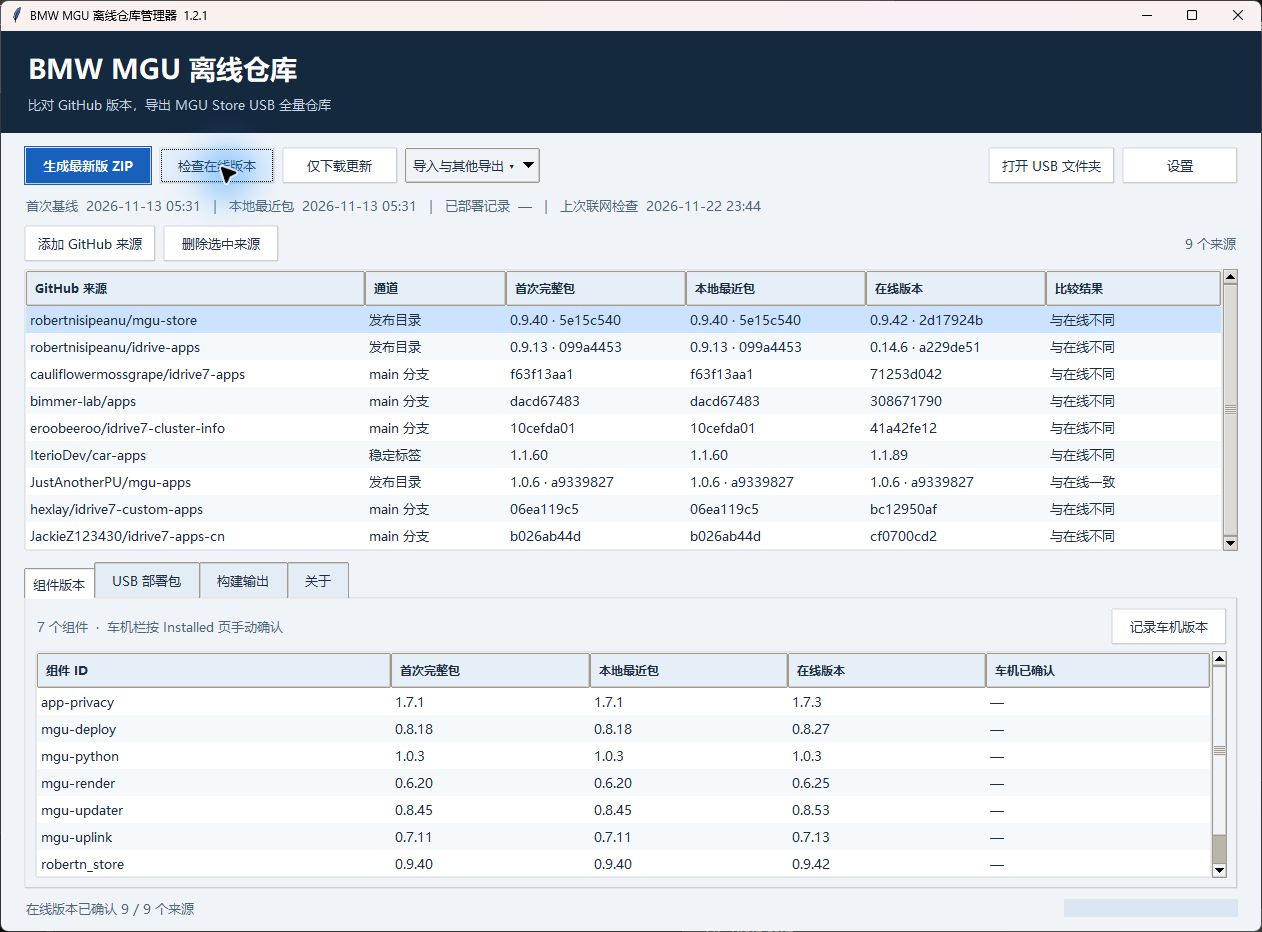 BMW MGU 离线仓库管理器 1.2.1
BMW MGU 离线仓库
比对 GitHub 版本，导出 MGU Store USB 全量仓库
生成最新版 ZIP 检查在线版本 仅下载更新 导入与其他导出 · 打开 USB 文件夹 设置
首次基线 2026-11-13 05:31 | 本地最近包 2026-11-13 05:31 | 已部署记录 — | 上次联网检查 2026-11-22 23:44
添加 GitHub 来源 删除选中来源 9 个来源
GitHub 来源 通道 首次完整包 本地最近包 在线版本 比较结果
robertnisipeanu/mgu-store 发布目录 0.9.40 · 5e15c540 0.9.40 · 5e15c540 0.9.42 · 2d17924b 与在线不同
robertnisipeanu/idrive-apps 发布目录 0.9.13 · 099a4453 0.9.13 · 099a4453 0.14.6 · a229de51 与在线不同
cauliflowermossgrape/idrive7-apps main 分支 f63f13aa1 f63f13aa1 71253d042 与在线不同
bimmer-lab/apps main 分支 dacd67483 dacd67483 308671790 与在线不同
eroobeeroo/idrive7-cluster-info main 分支 10cefda01 10cefda01 41a42fe12 与在线不同
IterioDev/car-apps 稳定标签 1.1.60 1.1.60 1.1.89 与在线不同
JustAnotherPU/mgu-apps 发布目录 1.0.6 · a9339827 1.0.6 · a9339827 1.0.6 · a9339827 与在线一致
hexlay/idrive7-custom-apps main 分支 06ea119c5 06ea119c5 bc12950af 与在线不同
JackieZ123430/idrive7-apps-cn main 分支 b026ab44d b026ab44d cf0700cd2 与在线不同
组件版本 USB 部署包 构建输出 关于
7 个组件 · 车机栏按 Installed 页手动确认 记录车机版本
组件 ID 首次完整包 本地最近包 在线版本 车机已确认
app-privacy 1.7.1 1.7.1 1.7.3 —
mgu-deploy 0.8.18 0.8.18 0.8.27 —
mgu-python 1.0.3 1.0.3 1.0.3 —
mgu-render 0.6.20 0.6.20 0.6.25 —
mgu-updater 0.8.45 0.8.45 0.8.53 —
mgu-uplink 0.7.11 0.7.11 0.7.13 —
robertn_store 0.9.40 0.9.40 0.9.42 —
在线版本已确认 9 / 9 个来源